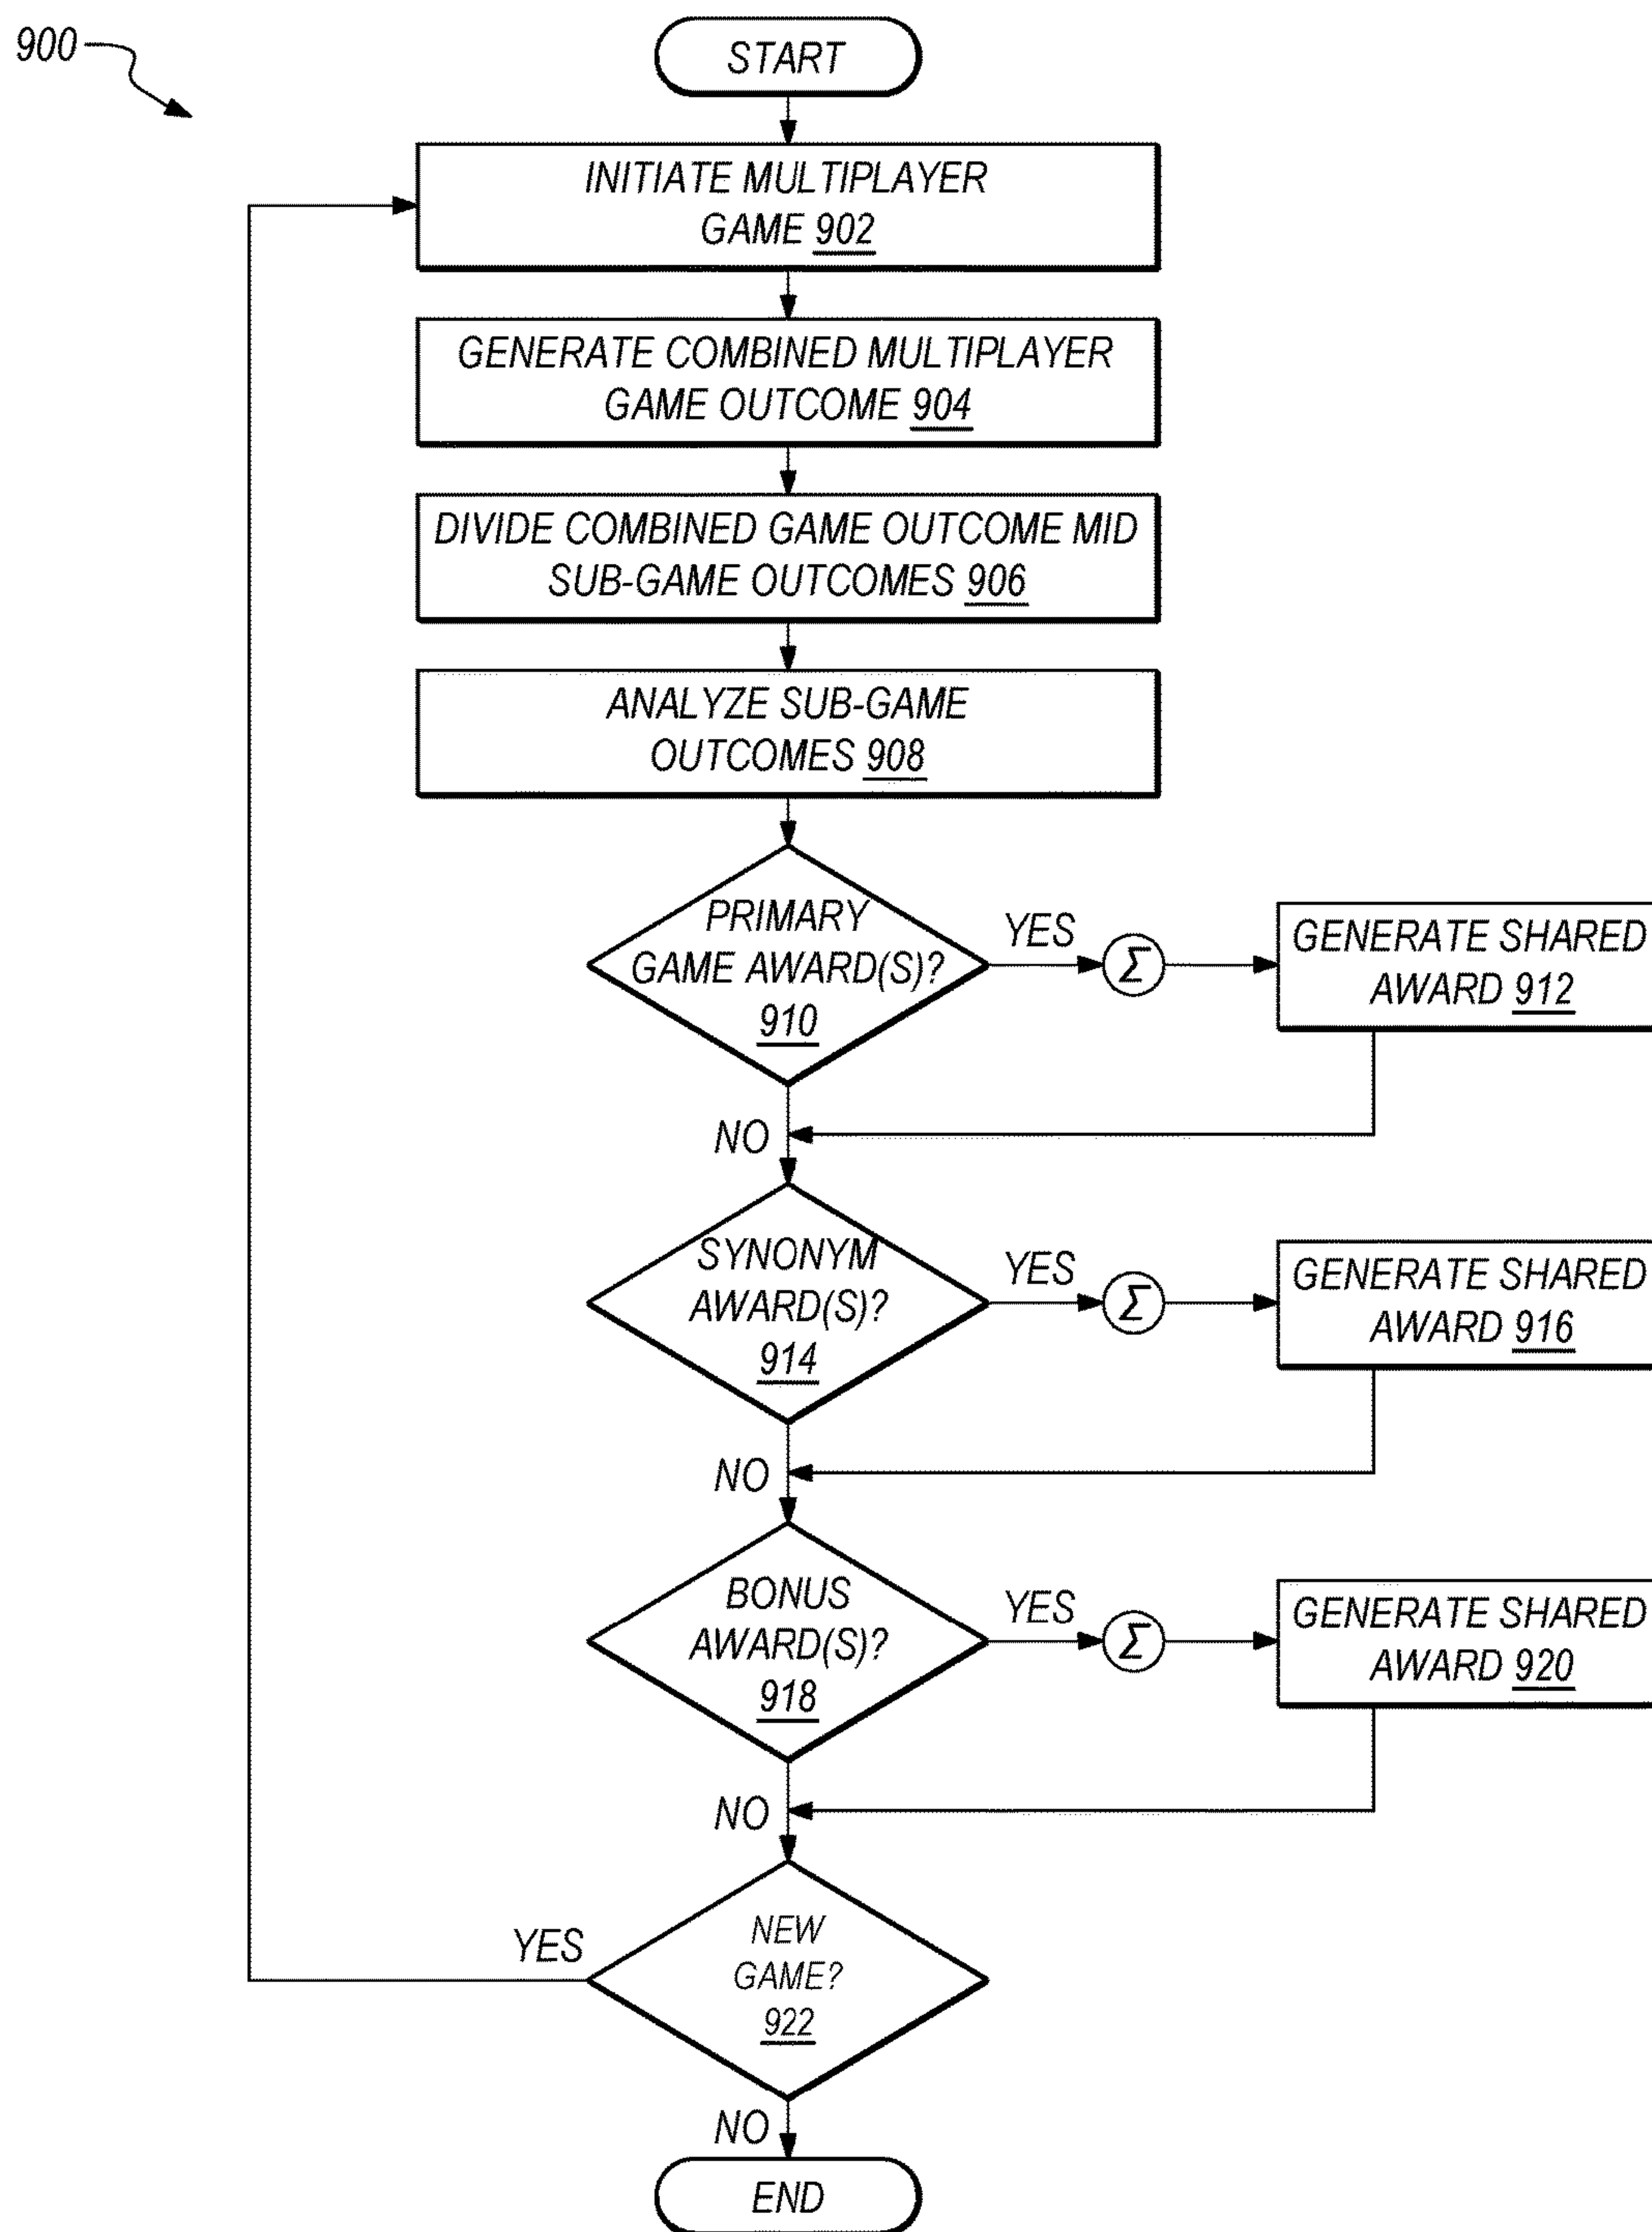 900
START
INITIATE MULTIPLAYER
GAME 902
GENERATE COMBINED MULTIPLAYER
GAME OUTCOME 904
DIVIDE COMBINED GAME OUTCOME MID
SUB-GAME OUTCOMES 906
ANALYZE SUB-GAME
OUTCOMES 908
PRIMARY
GAME AWARD(S)?
910
YES
Σ
GENERATE SHARED
AWARD 912
NO
SYNONYM
AWARD(S)?
914
YES
Σ
GENERATE SHARED
AWARD 916
NO
BONUS
AWARD(S)?
918
YES
Σ
GENERATE SHARED
AWARD 920
NO
NEW
GAME?
922
YES
NO
END